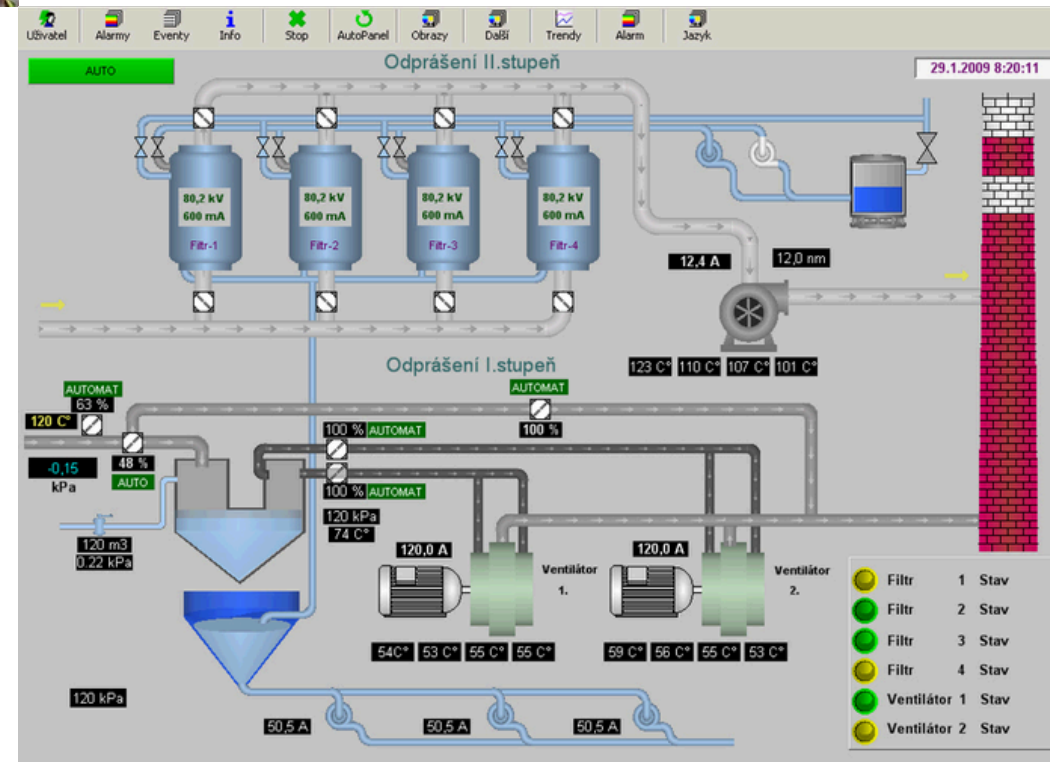 Uživatel Alarmy Eventy Info Stop AutoPanel Obrazy Další Trendy Alarm Jazyk
AUTO
Odprášení II.stupeň
29.1.2009 8:20:11
80,2 kV
600 mA
Filtr-1
80,2 kV
600 mA
Filtr-2
80,2 kV
600 mA
Filtr-3
80,2 kV
600 mA
Filtr-4
12,4 A
12,0 nm
123 C° 110 C° 107 C° 101 C°
Odprášení I.stupeň
AUTOMAT
63 %
120 C°
48 %
AUTO
-0,15
kPa
120 m3
0.22 kPa
AUTOMAT
100 %
100 % AUTOMAT
100 % AUTOMAT
120 kPa
74 C°
120,0 A
Ventilátor
1.
54C° 53 C° 55 C° 55 C°
120,0 A
Ventilátor
2.
59 C° 56 C° 55 C° 53 C°
120 kPa
50,5 A
50,5 A
50,5 A
Filtr 1 Stav
Filtr 2 Stav
Filtr 3 Stav
Filtr 4 Stav
Ventilátor 1 Stav
Ventilátor 2 Stav